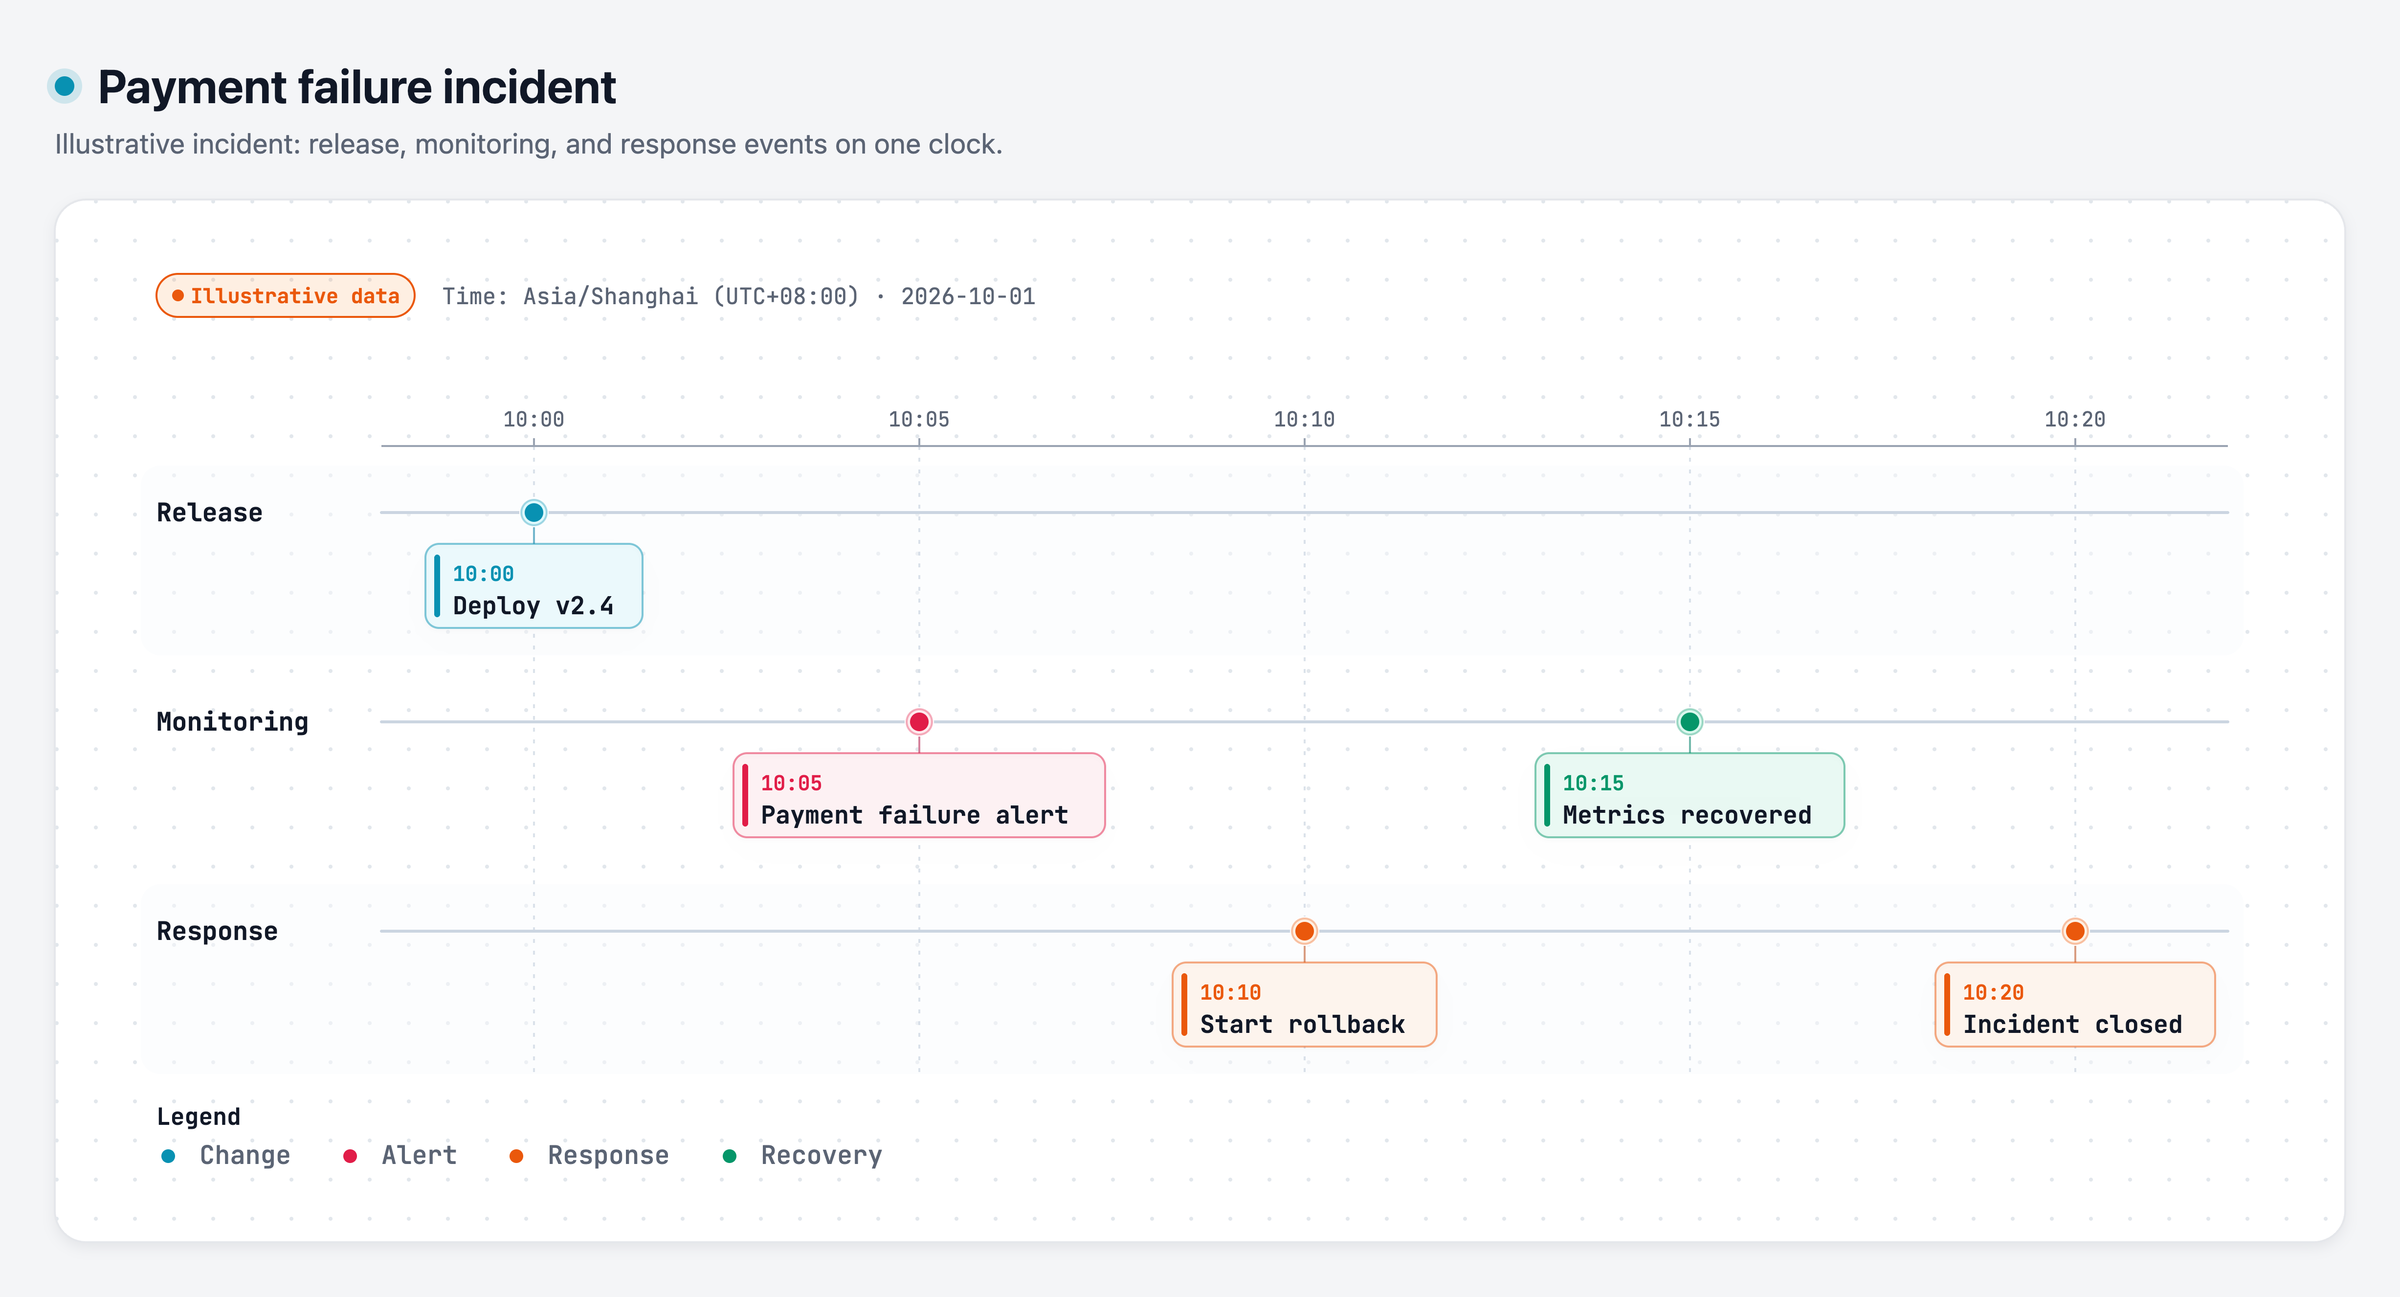 Payment failure incident
Illustrative incident: release, monitoring, and response events on one clock.
Illustrative data
Time: Asia/Shanghai (UTC+08:00) · 2026-10-01
10:00
10:05
10:10
10:15
10:20
Release
10:00
Deploy v2.4
Monitoring
10:05
Payment failure alert
10:15
Metrics recovered
Response
10:10
Start rollback
10:20
Incident closed
Legend
Change
Alert
Response
Recovery